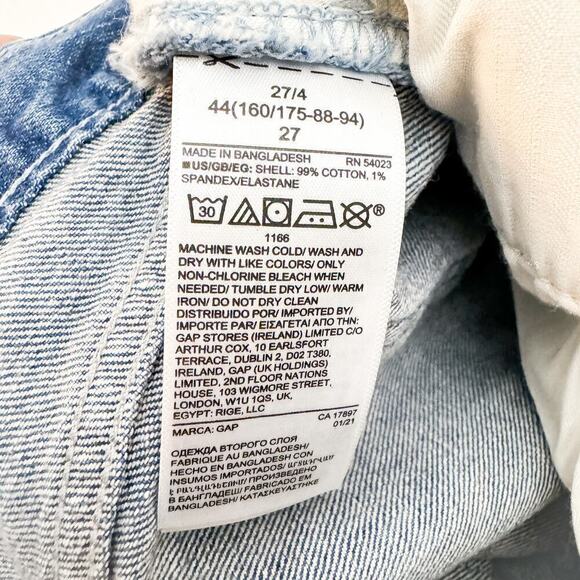 27/4
44(160/175-88-94)
27
MADE IN BANGLADESH RN 54023
US/GB/EG: SHELL: 99% COTTON, 1%
SPANDEX/ELASTANE
30 ®
1166
MACHINE WASH COLD/ WASH AND
DRY WITH LIKE COLORS/ ONLY
NON-CHLORINE BLEACH WHEN
NEEDED/ TUMBLE DRY LOW/ WARM
IRON/ DO NOT DRY CLEAN
DISTRIBUIDO POR/ IMPORTED BY/
IMPORTE PAR/ ΕΙΣΑΓΕΤΑΙ ΑΠΟ ΤΗΝ:
GAP STORES (IRELAND) LIMITED C/O
ARTHUR COX, 10 EARLSFORT
TERRACE, DUBLIN 2, D02 T380,
IRELAND, GAP (UK HOLDINGS)
LIMITED, 2ND FLOOR NATIONS
HOUSE, 103 WIGMORE STREET,
LONDON, W1U 1QS, UK,
EGYPT: RIGE, LLC
MARCA: GAP CA 17897
01/21
ОДЕЖДА ВТОРОГО СЛОЯ
FABRIQUE AU BANGLADESH/
HECHO EN BANGLADESH CON
INSUMOS IMPORTADOS/
В БАНГЛАДЕШ/ FABRICADO EM
BANGLADESH/ ΚΑΤΑΣΚΕΥΑΣΤΗΚΕ